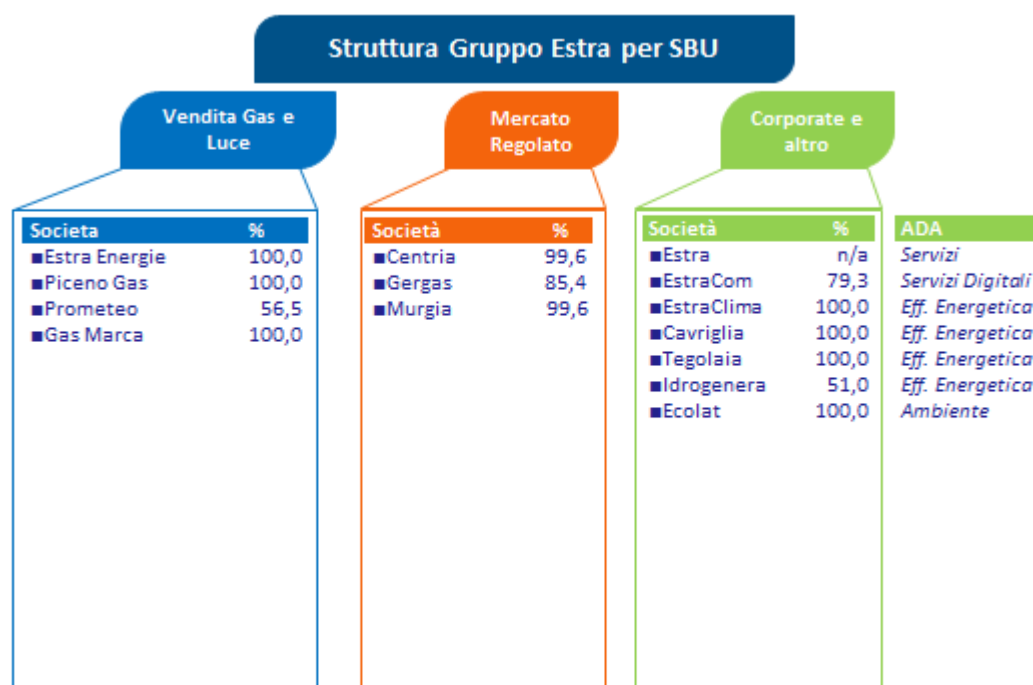 Struttura Gruppo Estra per SBU
Vendita Gas e
Luce
Societa %
■Estra Energie 100,0
■Piceno Gas 100,0
■Prometeo 56,5
■Gas Marca 100,0
Mercato
Regolato
Società %
■Centria 99,6
■Gergas 85,4
■Murgia 99,6
Corporate e
altro
Società % ADA
■Estra n/a Servizi
■EstraCom 79,3 Servizi Digitali
■EstraClima 100,0 Eff. Energetica
■Cavriglia 100,0 Eff. Energetica
■Tegolaia 100,0 Eff. Energetica
■Idrogenera 51,0 Eff. Energetica
■Ecolat 100,0 Ambiente